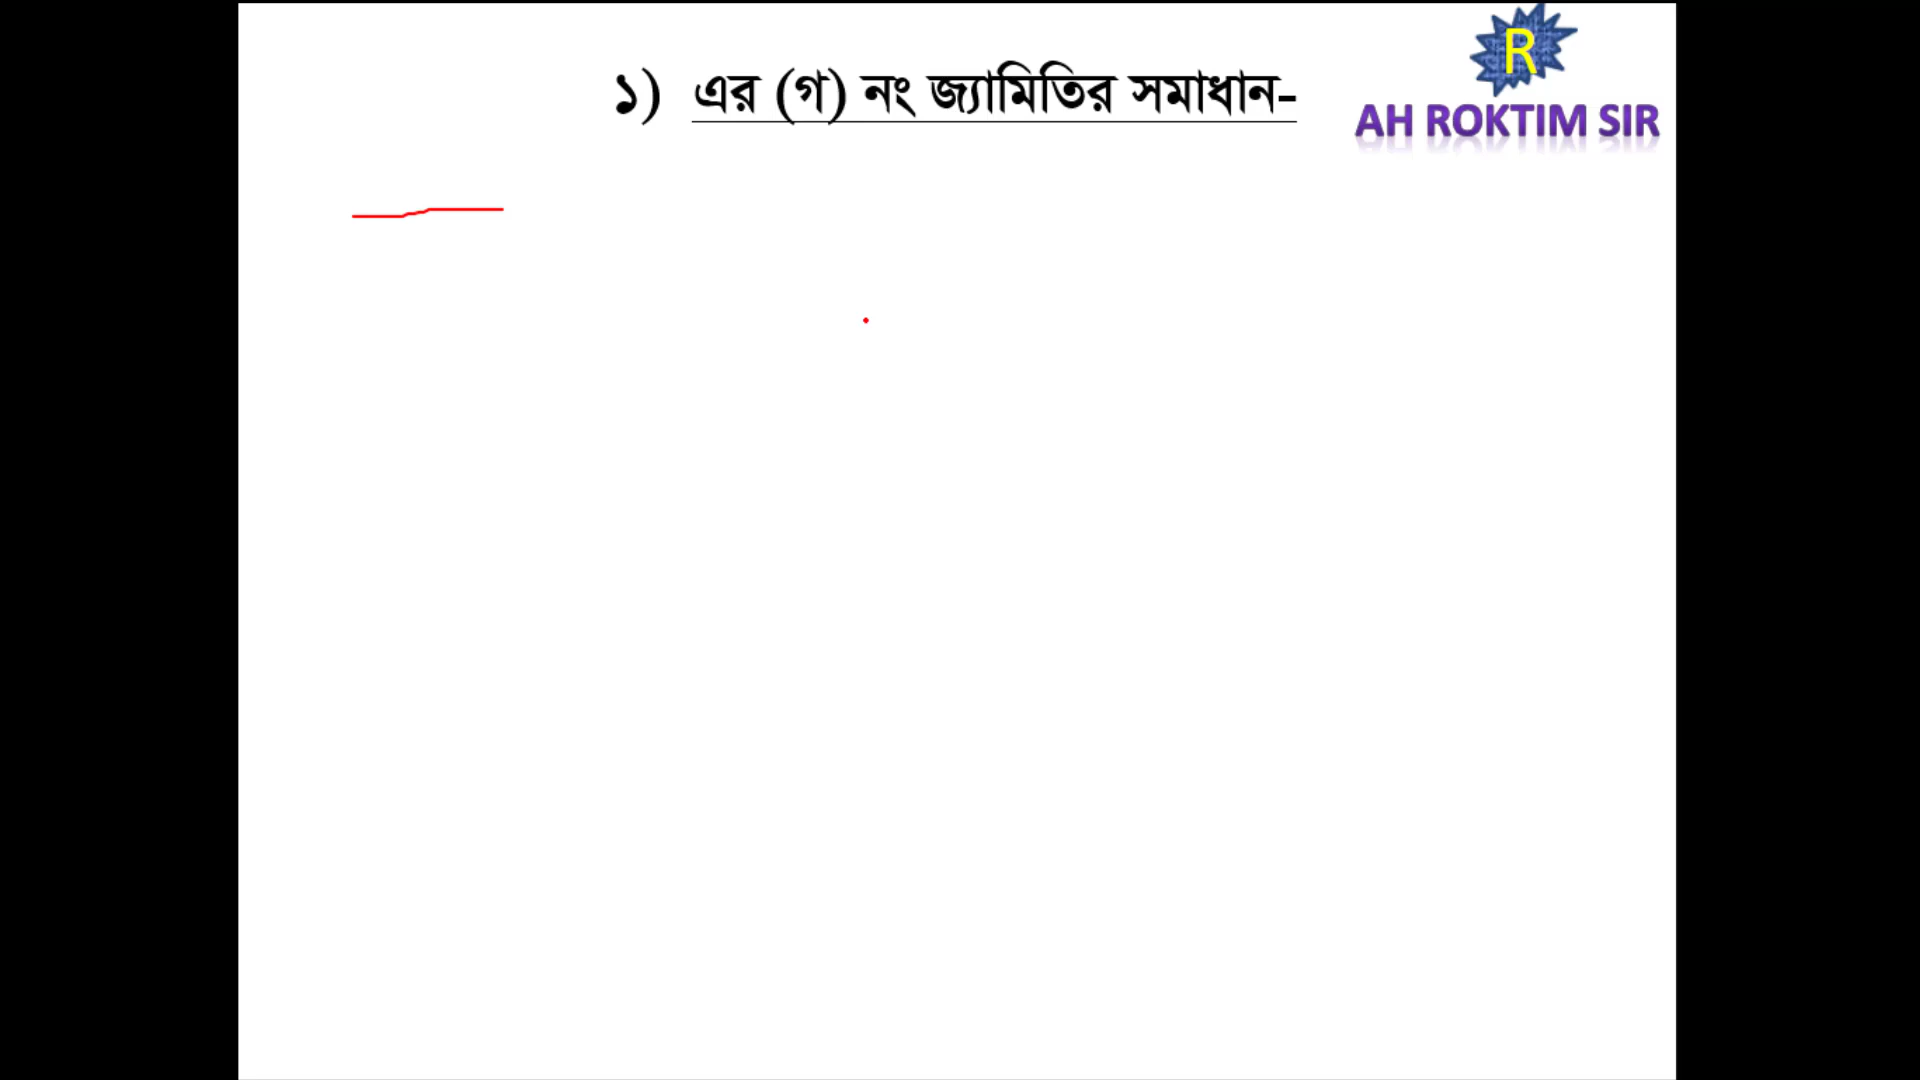 ১) এর (গ) নং জ্যামিতির সমাধান-
R
AH ROKTIM SIR